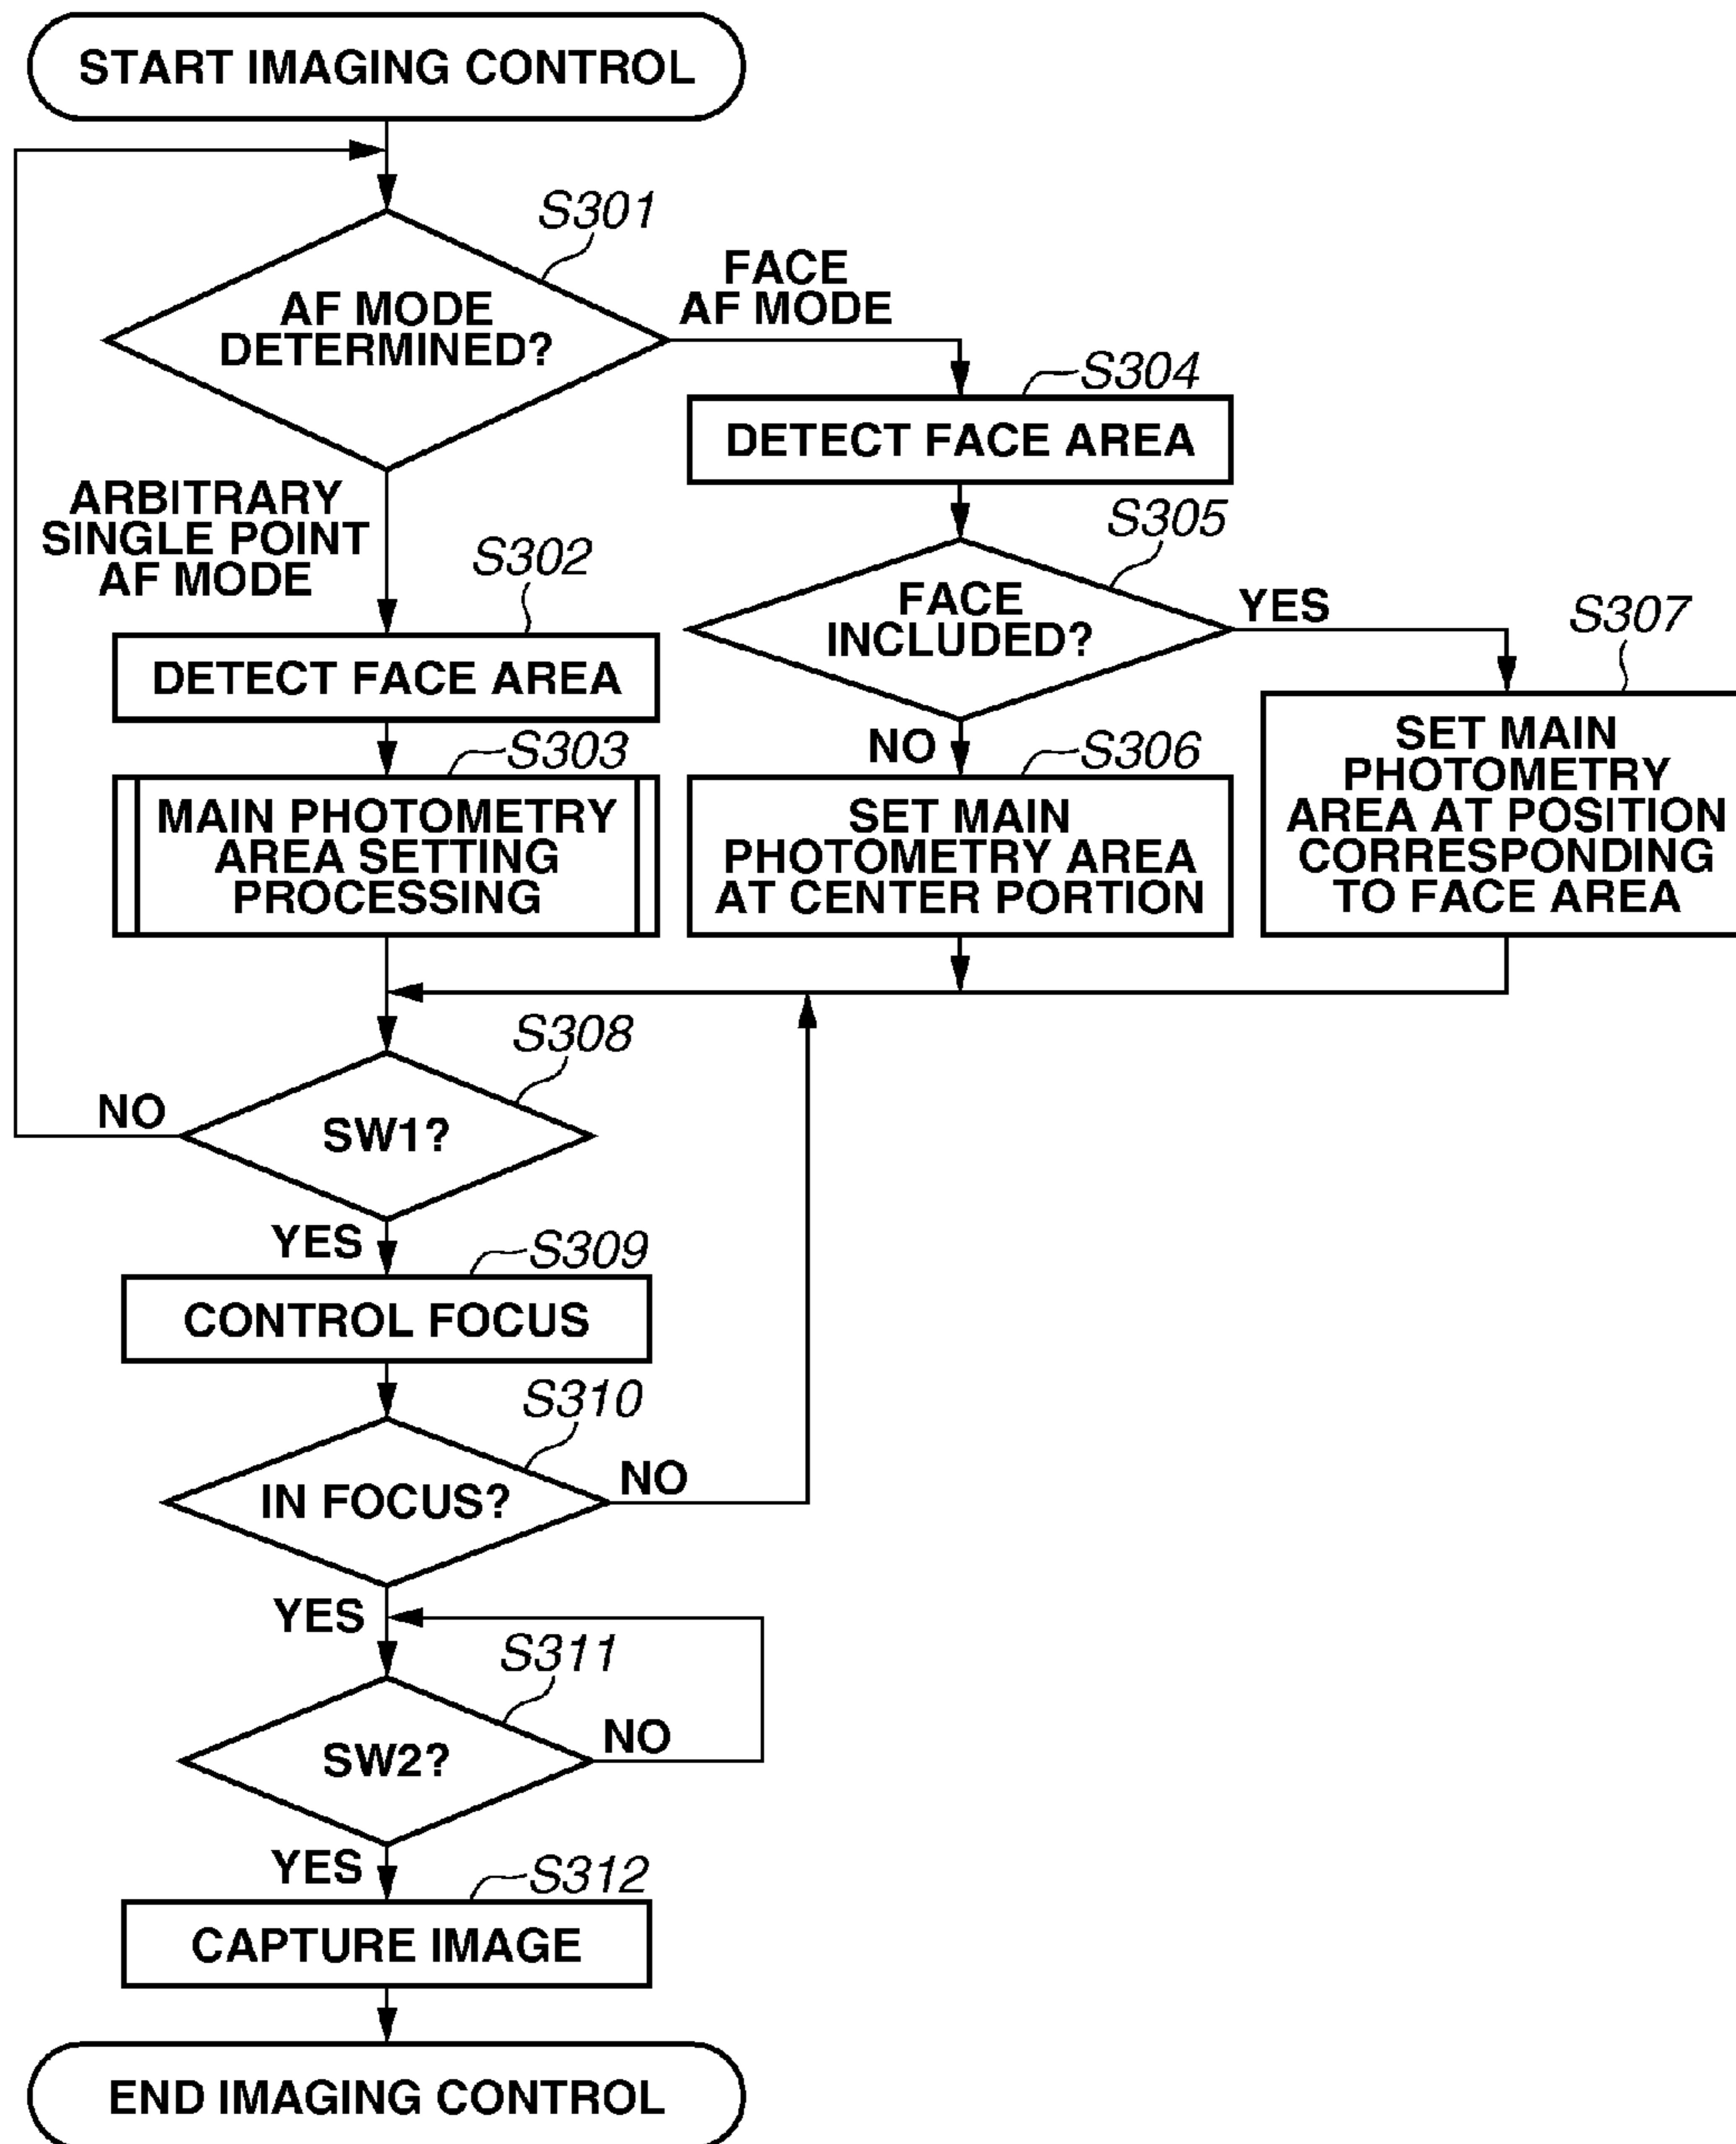 START IMAGING CONTROL
S301
AF MODE
DETERMINED?
FACE
AF MODE
S304
DETECT FACE AREA
ARBITRARY
SINGLE POINT
AF MODE
S302
DETECT FACE AREA
S305
FACE
INCLUDED?
YES
S307
NO
S303
MAIN PHOTOMETRY
AREA SETTING
PROCESSING
S306
SET MAIN
PHOTOMETRY AREA
AT CENTER PORTION
SET MAIN
PHOTOMETRY
AREA AT POSITION
CORRESPONDING
TO FACE AREA
S308
SW1?
NO
YES
S309
CONTROL FOCUS
S310
IN FOCUS?
NO
YES
S311
SW2?
NO
YES
S312
CAPTURE IMAGE
END IMAGING CONTROL